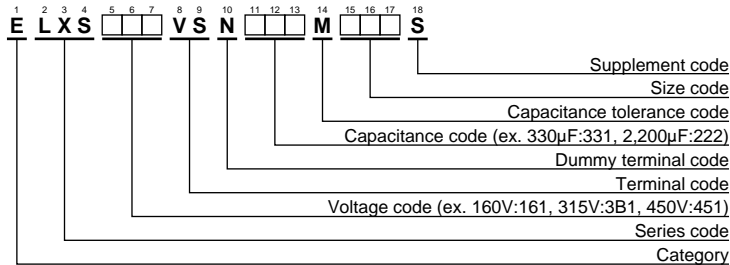 1 2 3 4 5 6 7 8 9 10 11 12 13 14 15 16 17 18
E L X S □□□ V S N □□□ M □□□ S
Supplement code
Size code
Capacitance tolerance code
Capacitance code (ex. 330µF:331, 2,200µF:222)
Dummy terminal code
Terminal code
Voltage code (ex. 160V:161, 315V:3B1, 450V:451)
Series code
Category